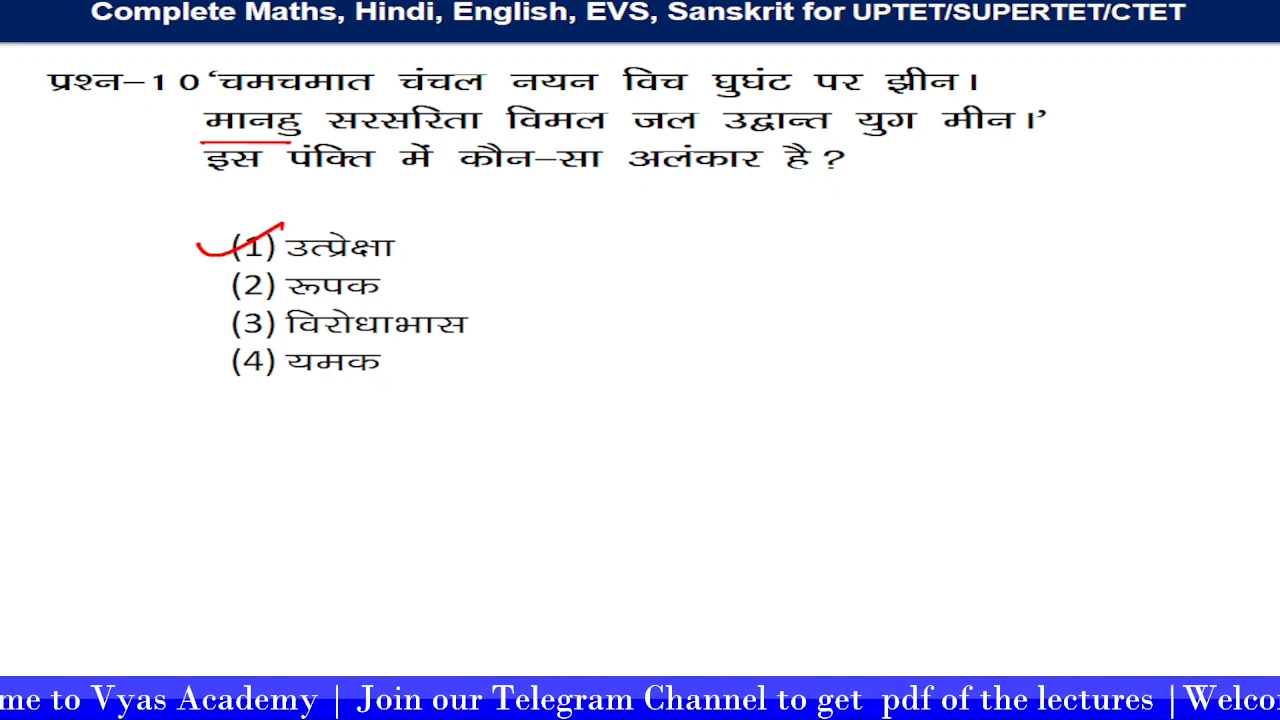 Complete Maths, Hindi, English, EVS, Sanskrit for UPTET/SUPERTET/CTET
प्रश्न–10 ‘चमचमात चंचल नयन विच घुघंट पर झीन।
मानहु सरसरिता विमल जल उद्वान्त युग मीन।’
इस पंक्ति में कौन–सा अलंकार है ?
(1) उत्प्रेक्षा
(2) रूपक
(3) विरोधाभास
(4) यमक
me to Vyas Academy | Join our Telegram Channel to get pdf of the lectures | Welco